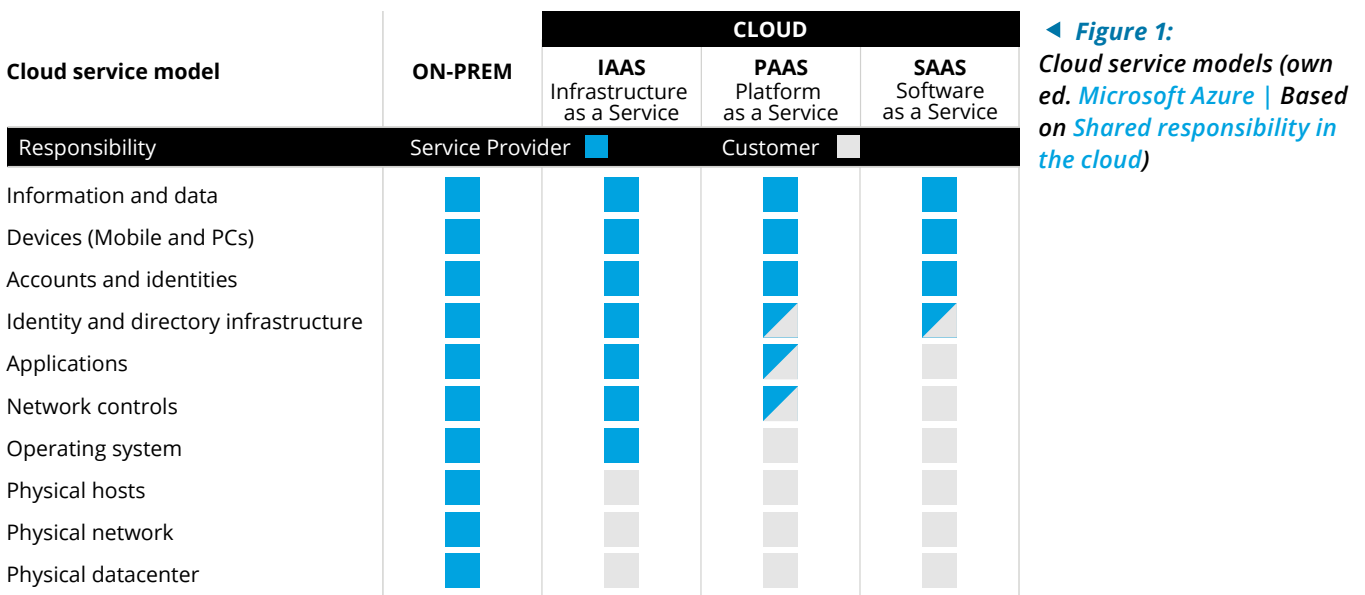 CLOUD
Cloud service model
ON-PREM
IAAS
Infrastructure
as a Service
PAAS
Platform
as a Service
SAAS
Software
as a Service
Responsibility Service Provider Customer
Information and data
Devices (Mobile and PCs)
Accounts and identities
Identity and directory infrastructure
Applications
Network controls
Operating system
Physical hosts
Physical network
Physical datacenter
◀ Figure 1:
Cloud service models (own
ed. Microsoft Azure | Based
on Shared responsibility in
the cloud)